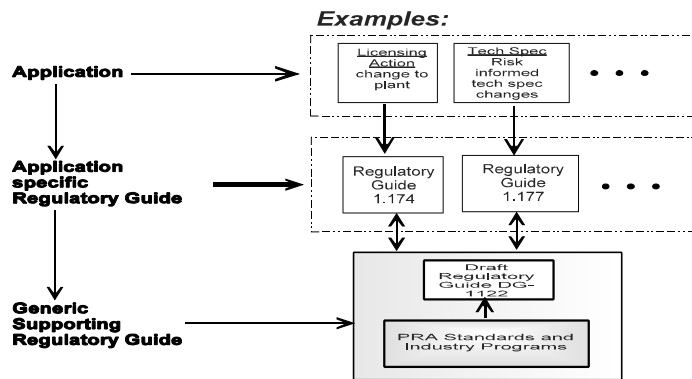 Examples:
Application
Licensing
Action
change to
plant
Tech Spec
Risk
informed
tech spec
changes
Application
specific
Regulatory Guide
Regulatory
Guide
1.174
Regulatory
Guide
1.177
Generic
Supporting
Regulatory Guide
Draft
Regulatory
Guide DG-
1122
PRA Standards and
Industry Programs